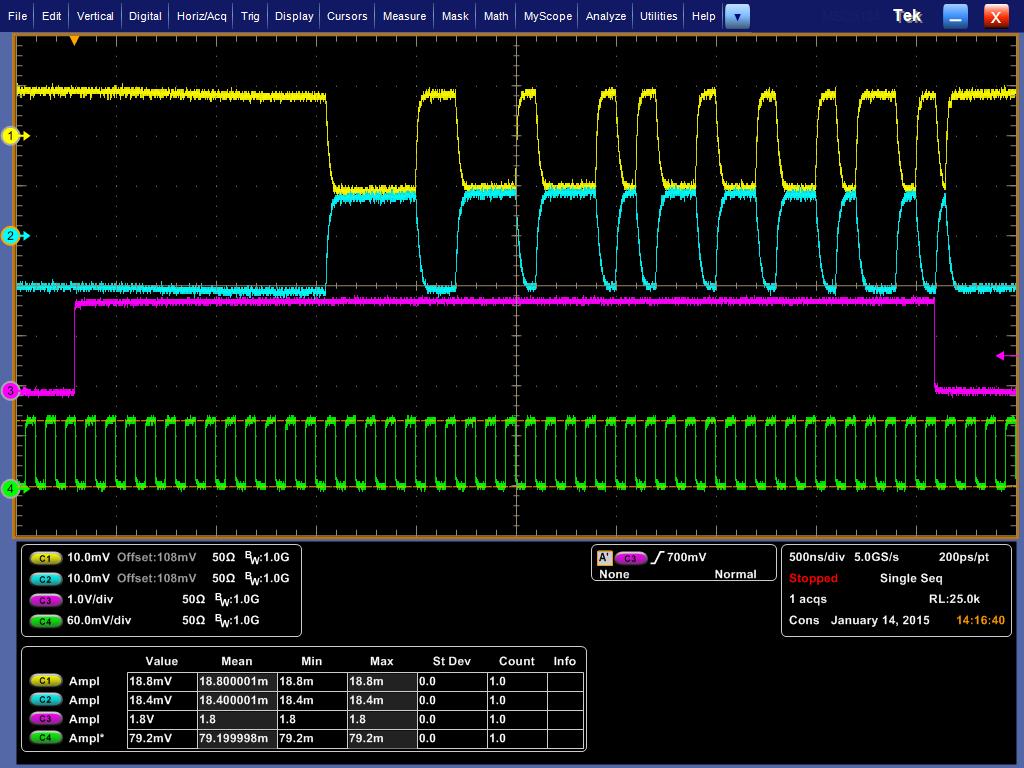 File Edit Vertical Digital Horiz/Acq Trig Display Cursors Measure Mask Math MyScope Analyze Utilities Help Tek X
1
2
3
4
C1 10.0mV Offset:108mV 50Ω BW:1.0G
C2 10.0mV Offset:108mV 50Ω BW:1.0G
C3 1.0V/div 50Ω BW:1.0G
C4 60.0mV/div 50Ω BW:1.0G
A' C3 700mV
None Normal
500ns/div 5.0GS/s 200ps/pt
Stopped Single Seq
1 acqs RL:25.0k
Cons January 14, 2015 14:16:40
Value Mean Min Max St Dev Count Info
C1 Ampl 18.8mV 18.800001m 18.8m 18.8m 0.0 1.0
C2 Ampl 18.4mV 18.400001m 18.4m 18.4m 0.0 1.0
C3 Ampl 1.8V 1.8 1.8 1.8 0.0 1.0
C4 Ampl* 79.2mV 79.199998m 79.2m 79.2m 0.0 1.0